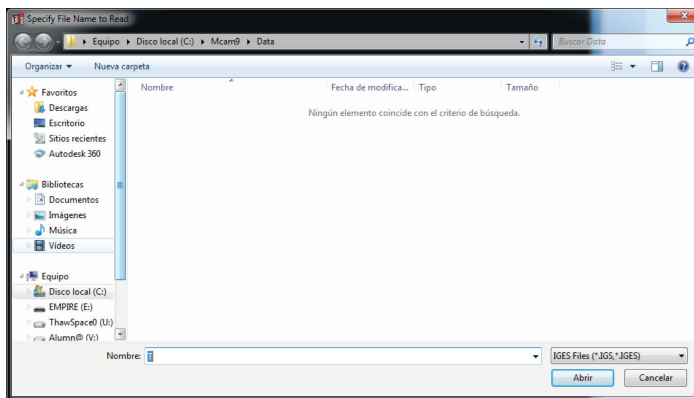 Specify File Name to Read
Equipo Disco local (C:) Mcam9 Data
Buscar Data
Organizar Nueva carpeta
Nombre Fecha de modifica... Tipo Tamaño
Ningún elemento coincide con el criterio de búsqueda.
Favoritos
Descargas
Escritorio
Sitios recientes
Autodesk 360
Bibliotecas
Documentos
Imágenes
Música
Vídeos
Equipo
Disco local (C:)
EMPIRE (E:)
ThawSpace0 (U:)
Alumn@ (V:)
Nombre: T
IGES Files (*.IGS,*.IGES)
Abrir Cancelar